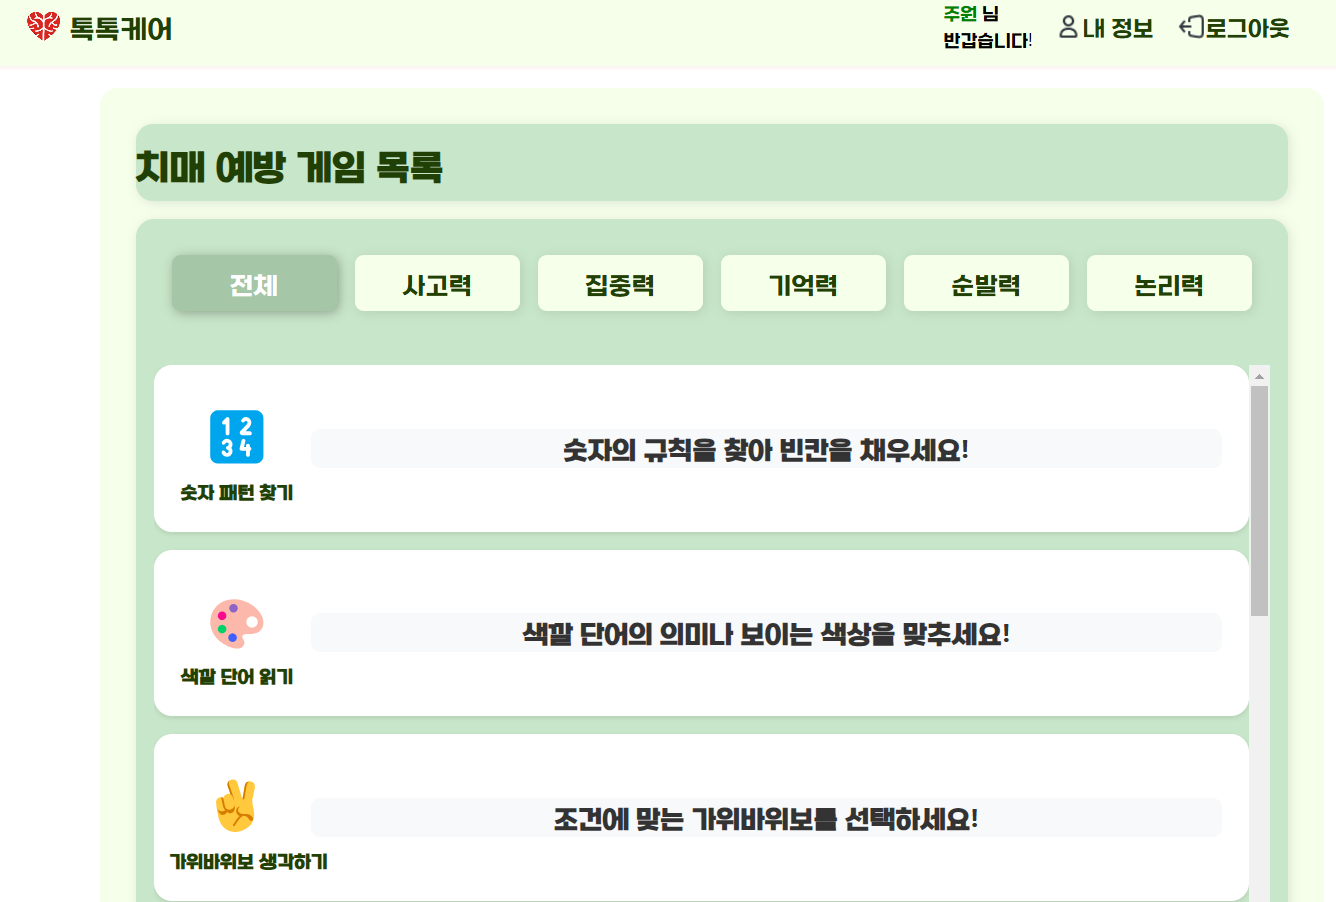 톡톡케어
주원 님
반갑습니다!
내 정보
로그아웃
치매 예방 게임 목록
전체 사고력 집중력 기억력 순발력 논리력
1 2
3 4
숫자의 규칙을 찾아 빈칸을 채우세요!
숫자 패턴 찾기
색깔 단어의 의미나 보이는 색상을 맞추세요!
색깔 단어 읽기
조건에 맞는 가위바위보를 선택하세요!
가위바위보 생각하기